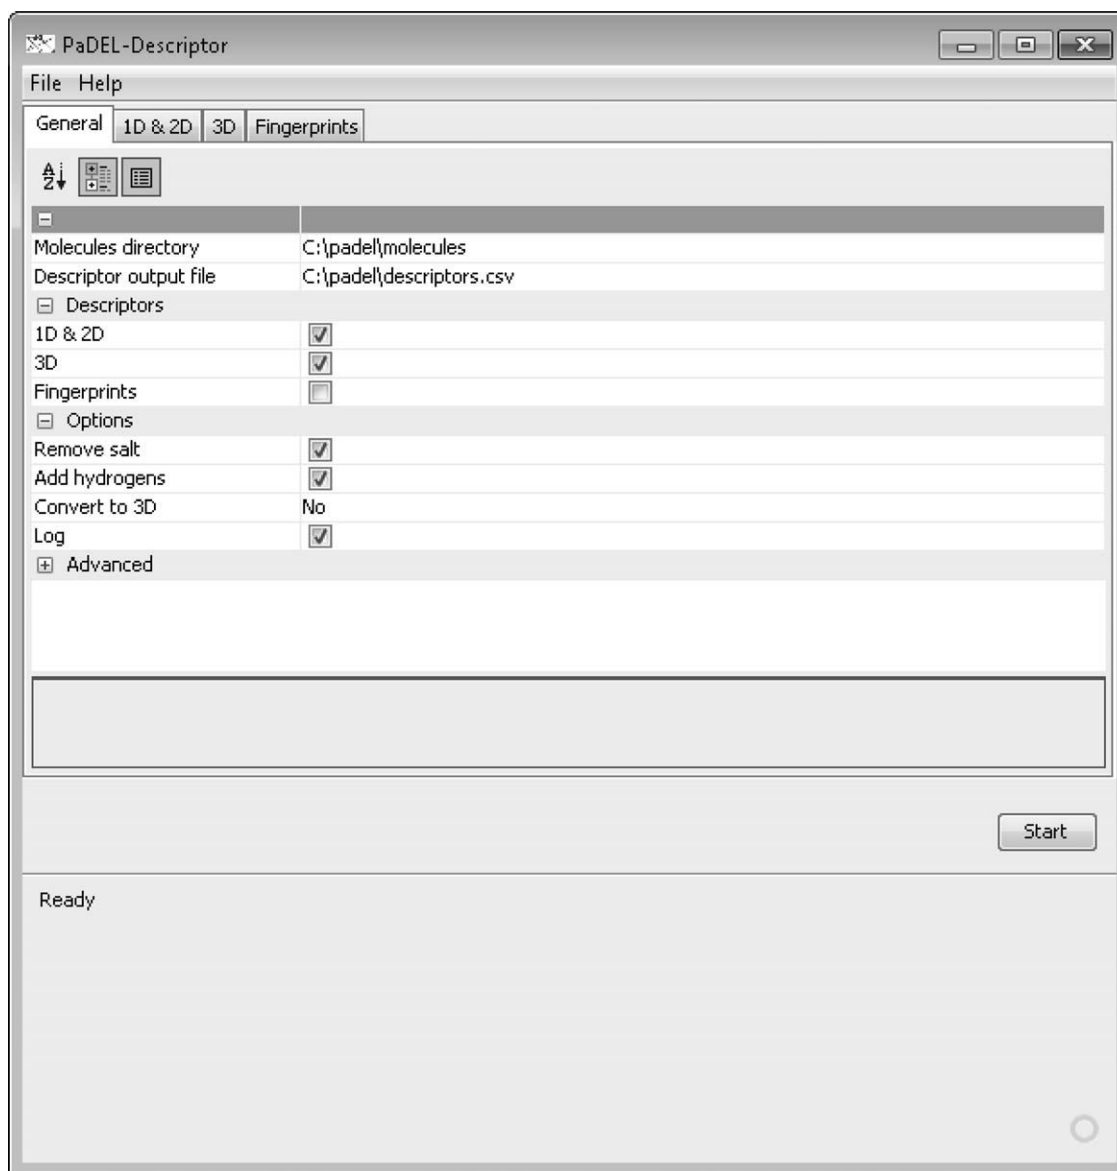 PaDEL-Descriptor
File Help
General 1D & 2D 3D Fingerprints
Molecules directory C:\padel\molecules
Descriptor output file C:\padel\descriptors.csv
Descriptors
1D & 2D
3D
Fingerprints
Options
Remove salt
Add hydrogens
Convert to 3D No
Log
Advanced
Start
Ready